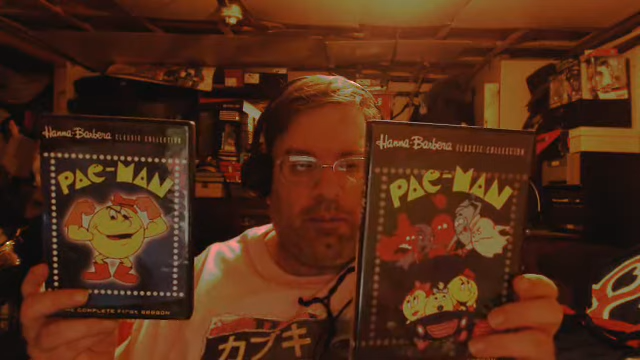 Hanna-Barbera CLASSIC COLLECTION
PAC-MAN
THE COMPLETE FIRST SEASON
Hanna-Barbera CLASSIC COLLECTION
PAC-MAN
カブキ